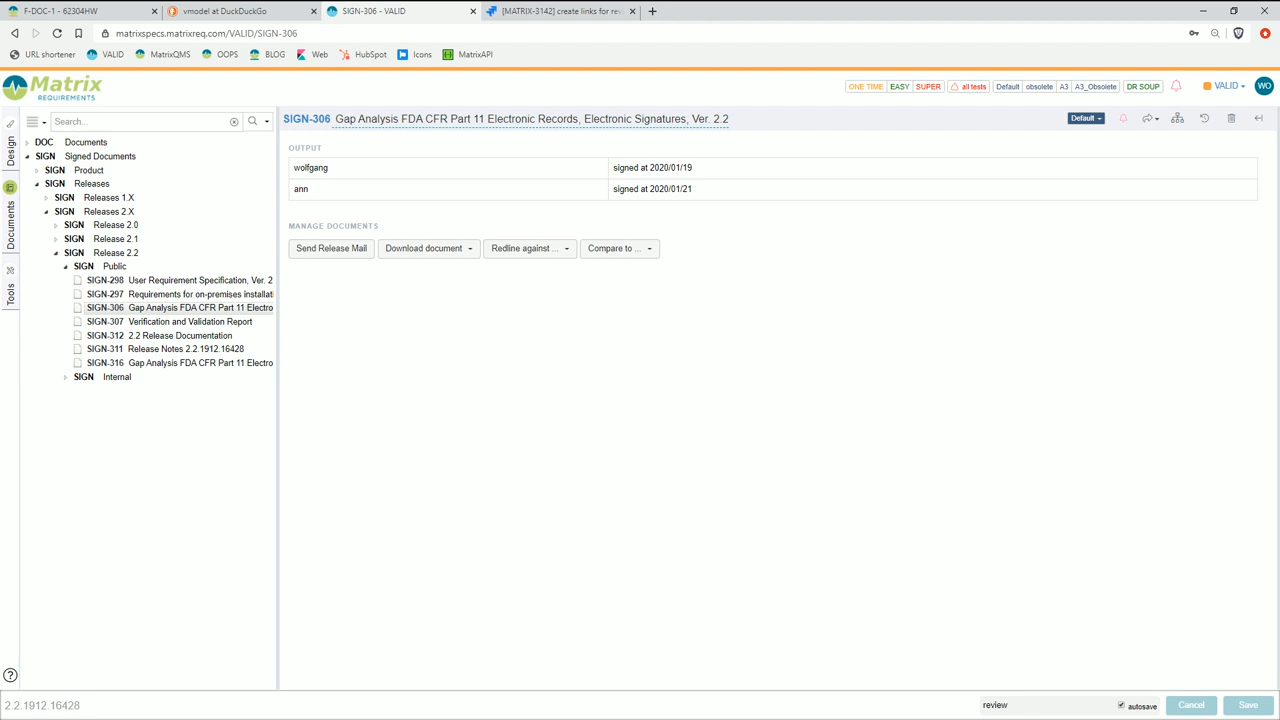 F-DOC-1 - 62304HW
vmodel at DuckDuckGo
SIGN-306 - VALID
[MATRIX-3142] create links for rev
matrixspecs.matrixreq.com/VALID/SIGN-306
URL shortener VALID MatrixQMS OOPS BLOG Web HubSpot Icons MatrixAPI
Matrix
REQUIREMENTS
ONE TIME EASY SUPER all tests Default obsolete A3 A3_Obsolete DR SOUP VALID WO
Search...
SIGN-306 Gap Analysis FDA CFR Part 11 Electronic Records, Electronic Signatures, Ver. 2.2
Default
Design
Documents
Tools
DOC Documents
SIGN Signed Documents
SIGN Product
SIGN Releases
SIGN Releases 1.X
SIGN Releases 2.X
SIGN Release 2.0
SIGN Release 2.1
SIGN Release 2.2
SIGN Public
SIGN-298 User Requirement Specification, Ver. 2
SIGN-297 Requirements for on-premises installat
SIGN-306 Gap Analysis FDA CFR Part 11 Electro
SIGN-307 Verification and Validation Report
SIGN-312 2.2 Release Documentation
SIGN-311 Release Notes 2.2.1912.16428
SIGN-316 Gap Analysis FDA CFR Part 11 Electro
SIGN Internal
OUTPUT
wolfgang signed at 2020/01/19
ann signed at 2020/01/21
MANAGE DOCUMENTS
Send Release Mail Download document Redline against ... Compare to ...
2.2.1912.16428
review autosave Cancel Save